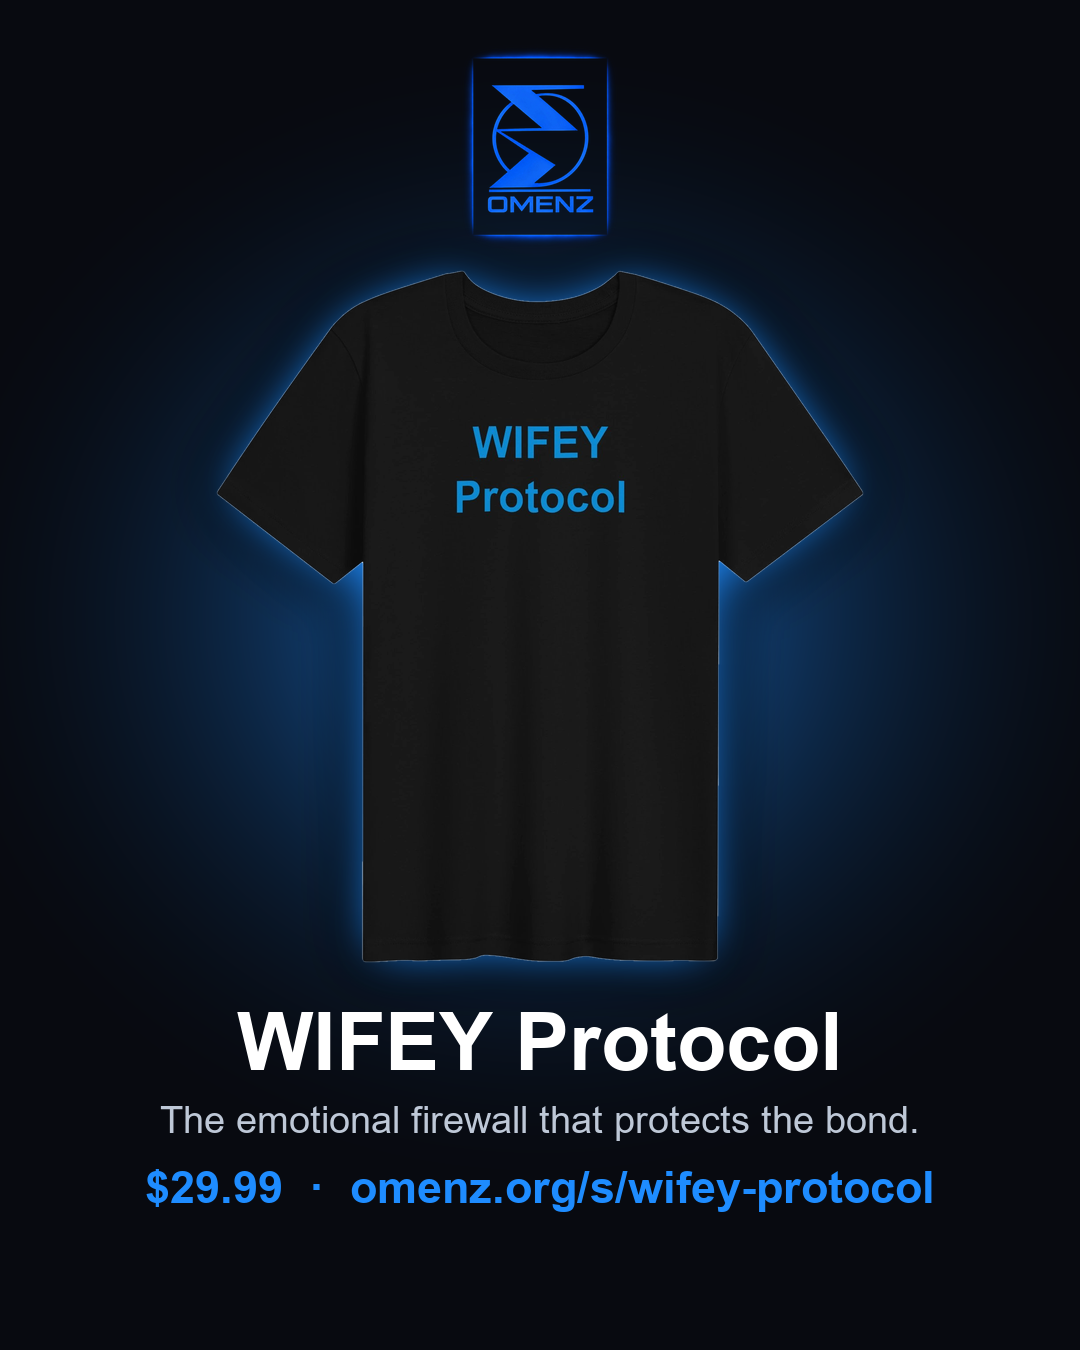 OMENZ
WIFEY
Protocol
WIFEY Protocol
The emotional firewall that protects the bond.
$29.99 · omenz.org/s/wifey-protocol